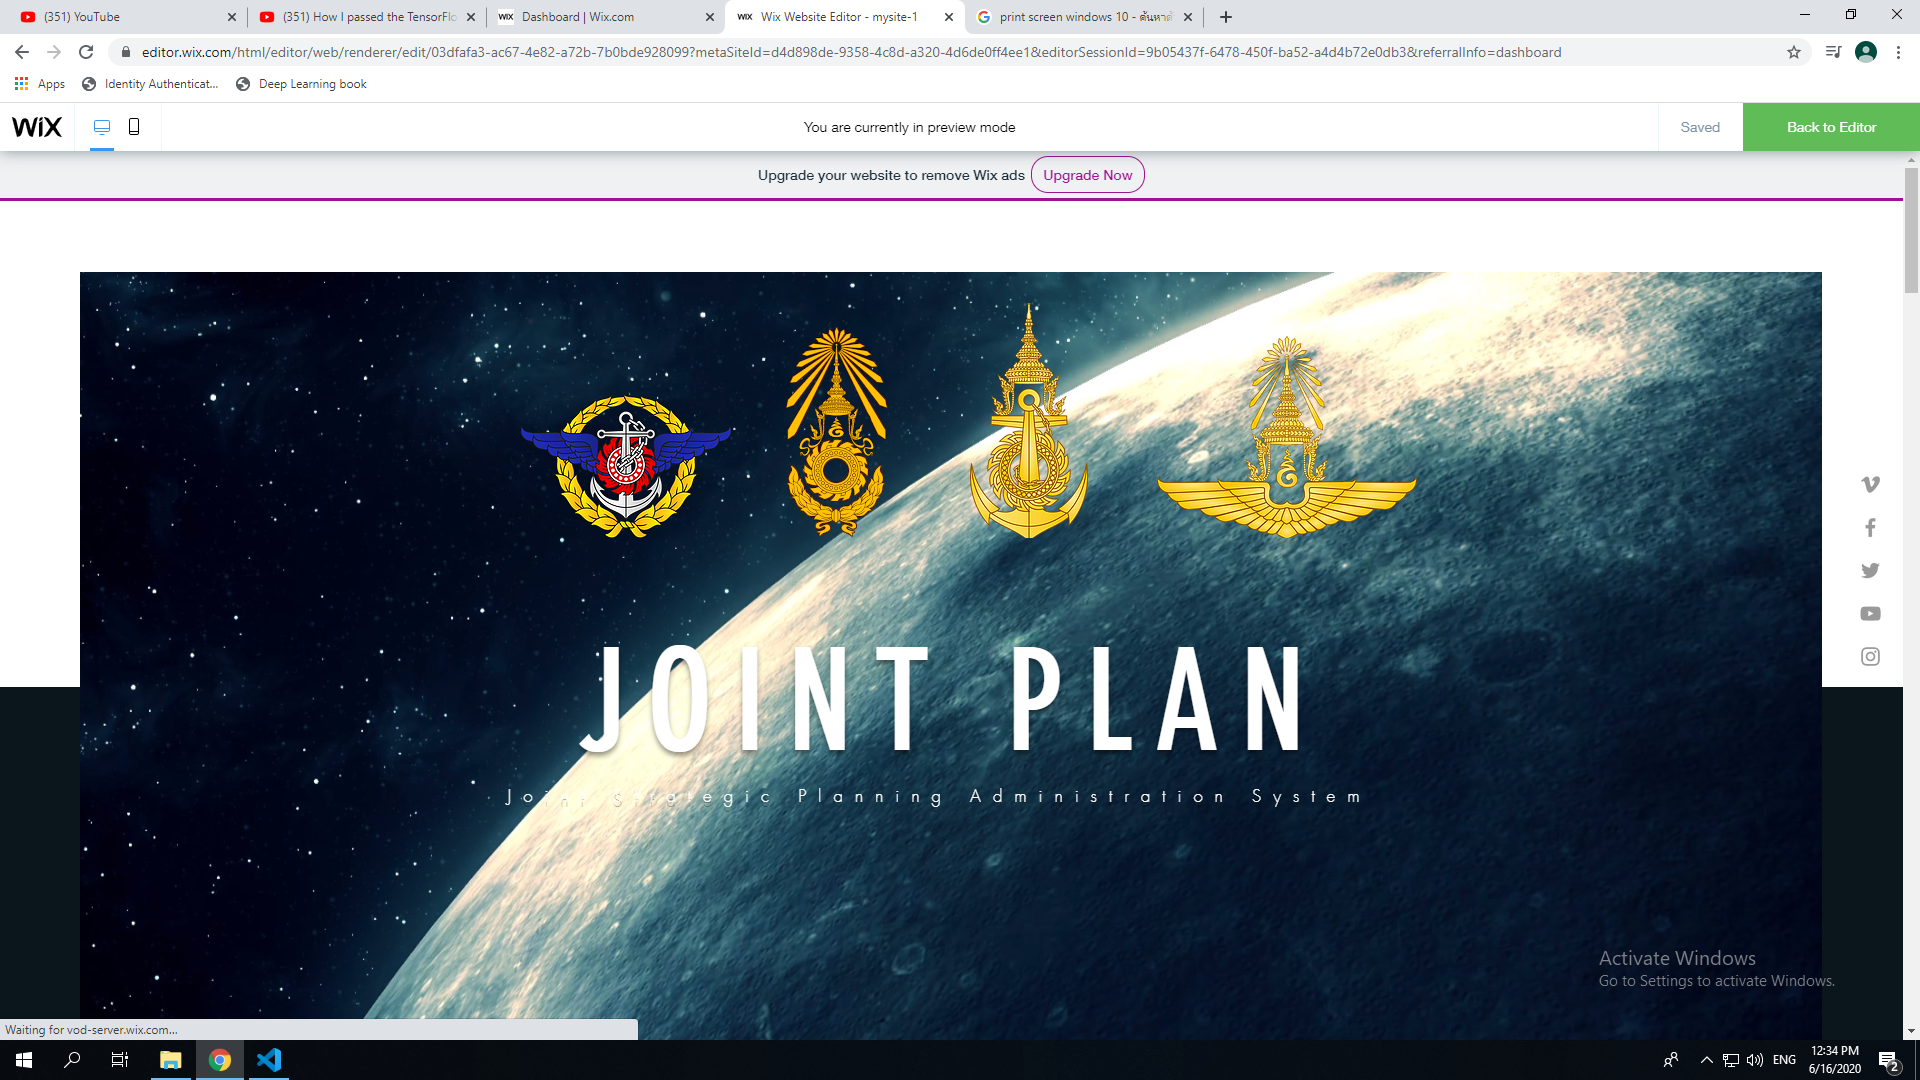 (351) YouTube
(351) How I passed the TensorFlo
WiX Dashboard | Wix.com
WiX Wix Website Editor - mysite-1
print screen windows 10 - ค้นหาด้
editor.wix.com/html/editor/web/renderer/edit/03dfafa3-ac67-4e82-a72b-7b0bde928099?metaSiteId=d4d898de-9358-4c8d-a320-4d6de0ff4ee1&editorSessionId=9b05437f-6478-450f-ba52-a4d4b72e0db3&referralInfo=dashboard
Apps
Identity Authenticat...
Deep Learning book
WiX
You are currently in preview mode
Saved
Back to Editor
Upgrade your website to remove Wix ads
Upgrade Now
JOINT PLAN
Joint Strategic Planning Administration System
Activate Windows
Go to Settings to activate Windows.
Waiting for vod-server.wix.com...
ENG
12:34 PM
6/16/2020
2